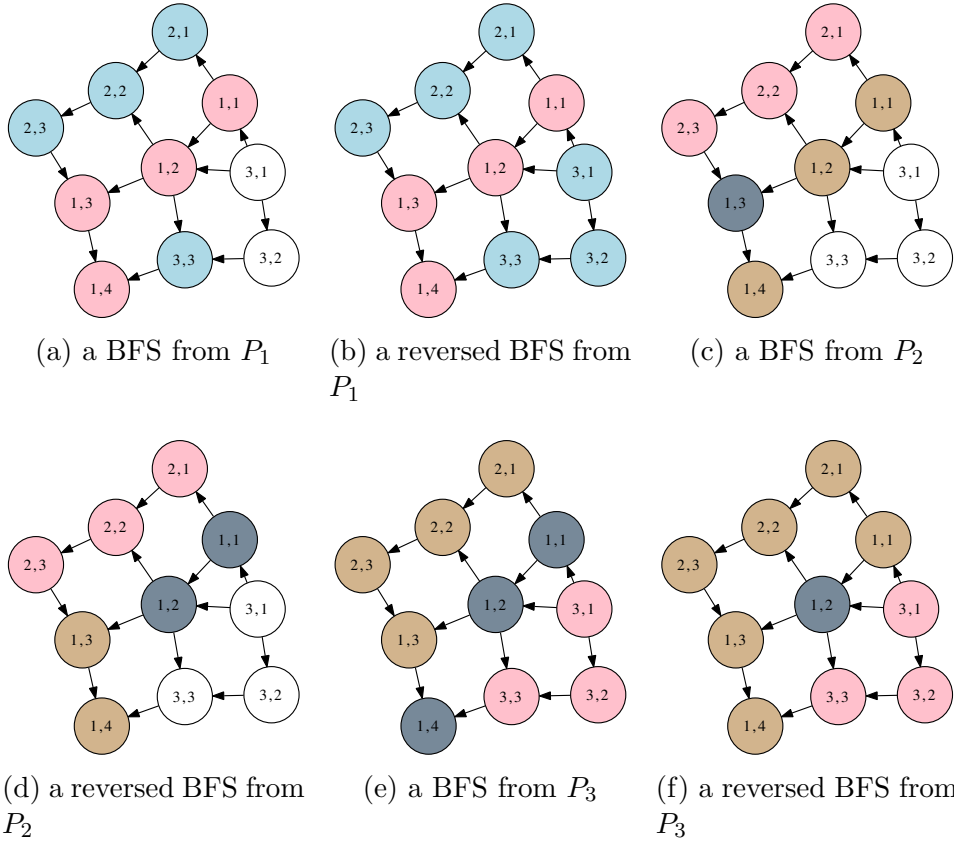 2,1 2,1 2,1
2,2 1,1 2,2 1,1 2,2 1,1
2,3 2,3 2,3
1,2 3,1 1,2 3,1 1,2 3,1
1,3 1,3 1,3
3,3 3,2 3,3 3,2 3,3 3,2
1,4 1,4 1,4
(a) a BFS from P1
(b) a reversed BFS from
P1
(c) a BFS from P2
2,1 2,1 2,1
2,2 1,1 2,2 1,1 2,2 1,1
2,3 2,3 2,3
1,2 3,1 1,2 3,1 1,2 3,1
1,3 1,3 1,3
3,3 3,2 3,3 3,2 3,3 3,2
1,4 1,4 1,4
(d) a reversed BFS from
P2
(e) a BFS from P3
(f) a reversed BFS from
P3